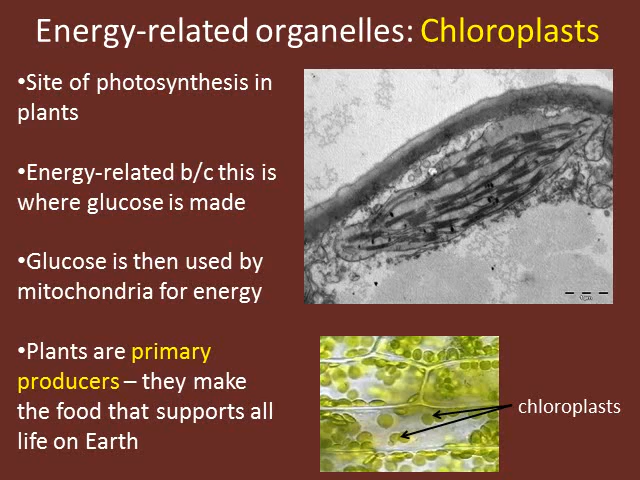 Energy-related organelles: Chloroplasts
•Site of photosynthesis in
plants
•Energy-related b/c this is
where glucose is made
•Glucose is then used by
mitochondria for energy
•Plants are primary
producers – they make
the food that supports all
life on Earth
chloroplasts